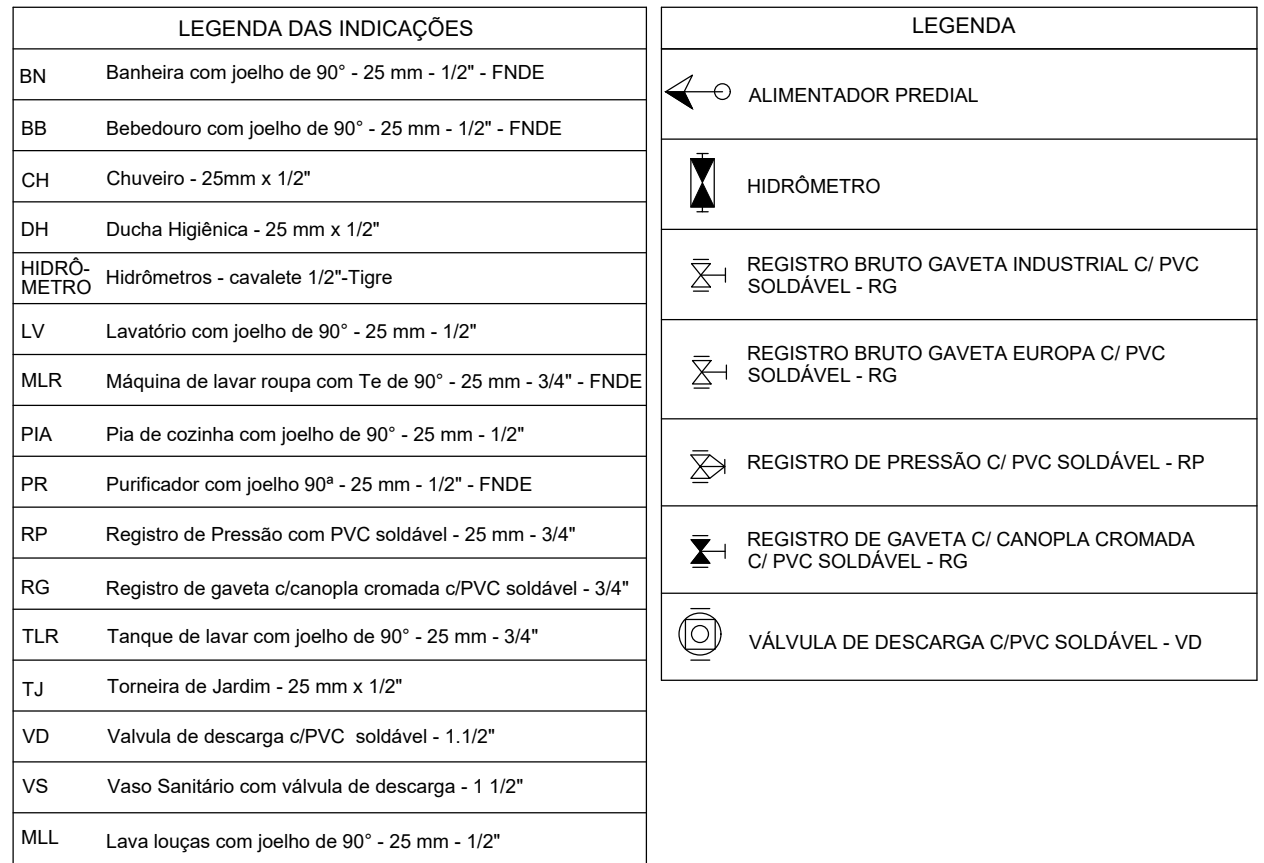 LEGENDA DAS INDICAÇÕES
BN Banheira com joelho de 90° - 25 mm - 1/2" - FNDE
BB Bebedouro com joelho de 90° - 25 mm - 1/2" - FNDE
CH Chuveiro - 25mm x 1/2"
DH Ducha Higiênica - 25 mm x 1/2"
HIDRÔ-
METRO Hidrômetros - cavalete 1/2"-Tigre
LV Lavatório com joelho de 90° - 25 mm - 1/2"
MLR Máquina de lavar roupa com Te de 90° - 25 mm - 3/4" - FNDE
PIA Pia de cozinha com joelho de 90° - 25 mm - 1/2"
PR Purificador com joelho 90ª - 25 mm - 1/2" - FNDE
RP Registro de Pressão com PVC soldável - 25 mm - 3/4"
RG Registro de gaveta c/canopla cromada c/PVC soldável - 3/4"
TLR Tanque de lavar com joelho de 90° - 25 mm - 3/4"
TJ Torneira de Jardim - 25 mm x 1/2"
VD Valvula de descarga c/PVC soldável - 1.1/2"
VS Vaso Sanitário com válvula de descarga - 1 1/2"
MLL Lava louças com joelho de 90° - 25 mm - 1/2"
LEGENDA
ALIMENTADOR PREDIAL
HIDRÔMETRO
REGISTRO BRUTO GAVETA INDUSTRIAL C/ PVC
SOLDÁVEL - RG
REGISTRO BRUTO GAVETA EUROPA C/ PVC
SOLDÁVEL - RG
REGISTRO DE PRESSÃO C/ PVC SOLDÁVEL - RP
REGISTRO DE GAVETA C/ CANOPLA CROMADA
C/ PVC SOLDÁVEL - RG
VÁLVULA DE DESCARGA C/PVC SOLDÁVEL - VD